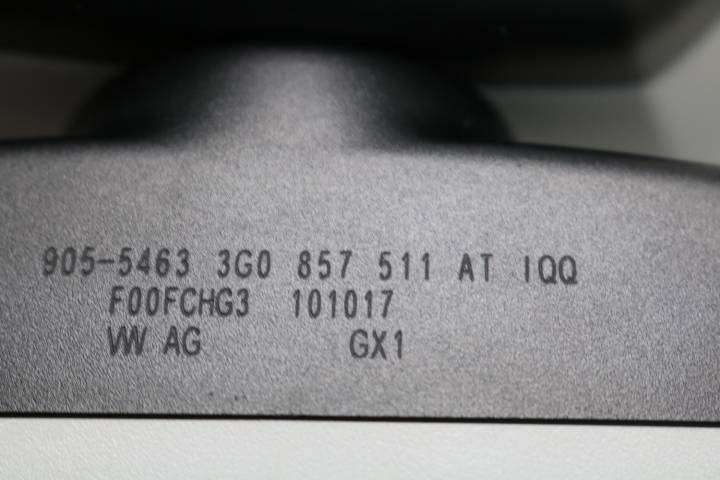 905-5463 3G0 857 511 AT IQQ
F00FCHG3 101017
VW AG GX1